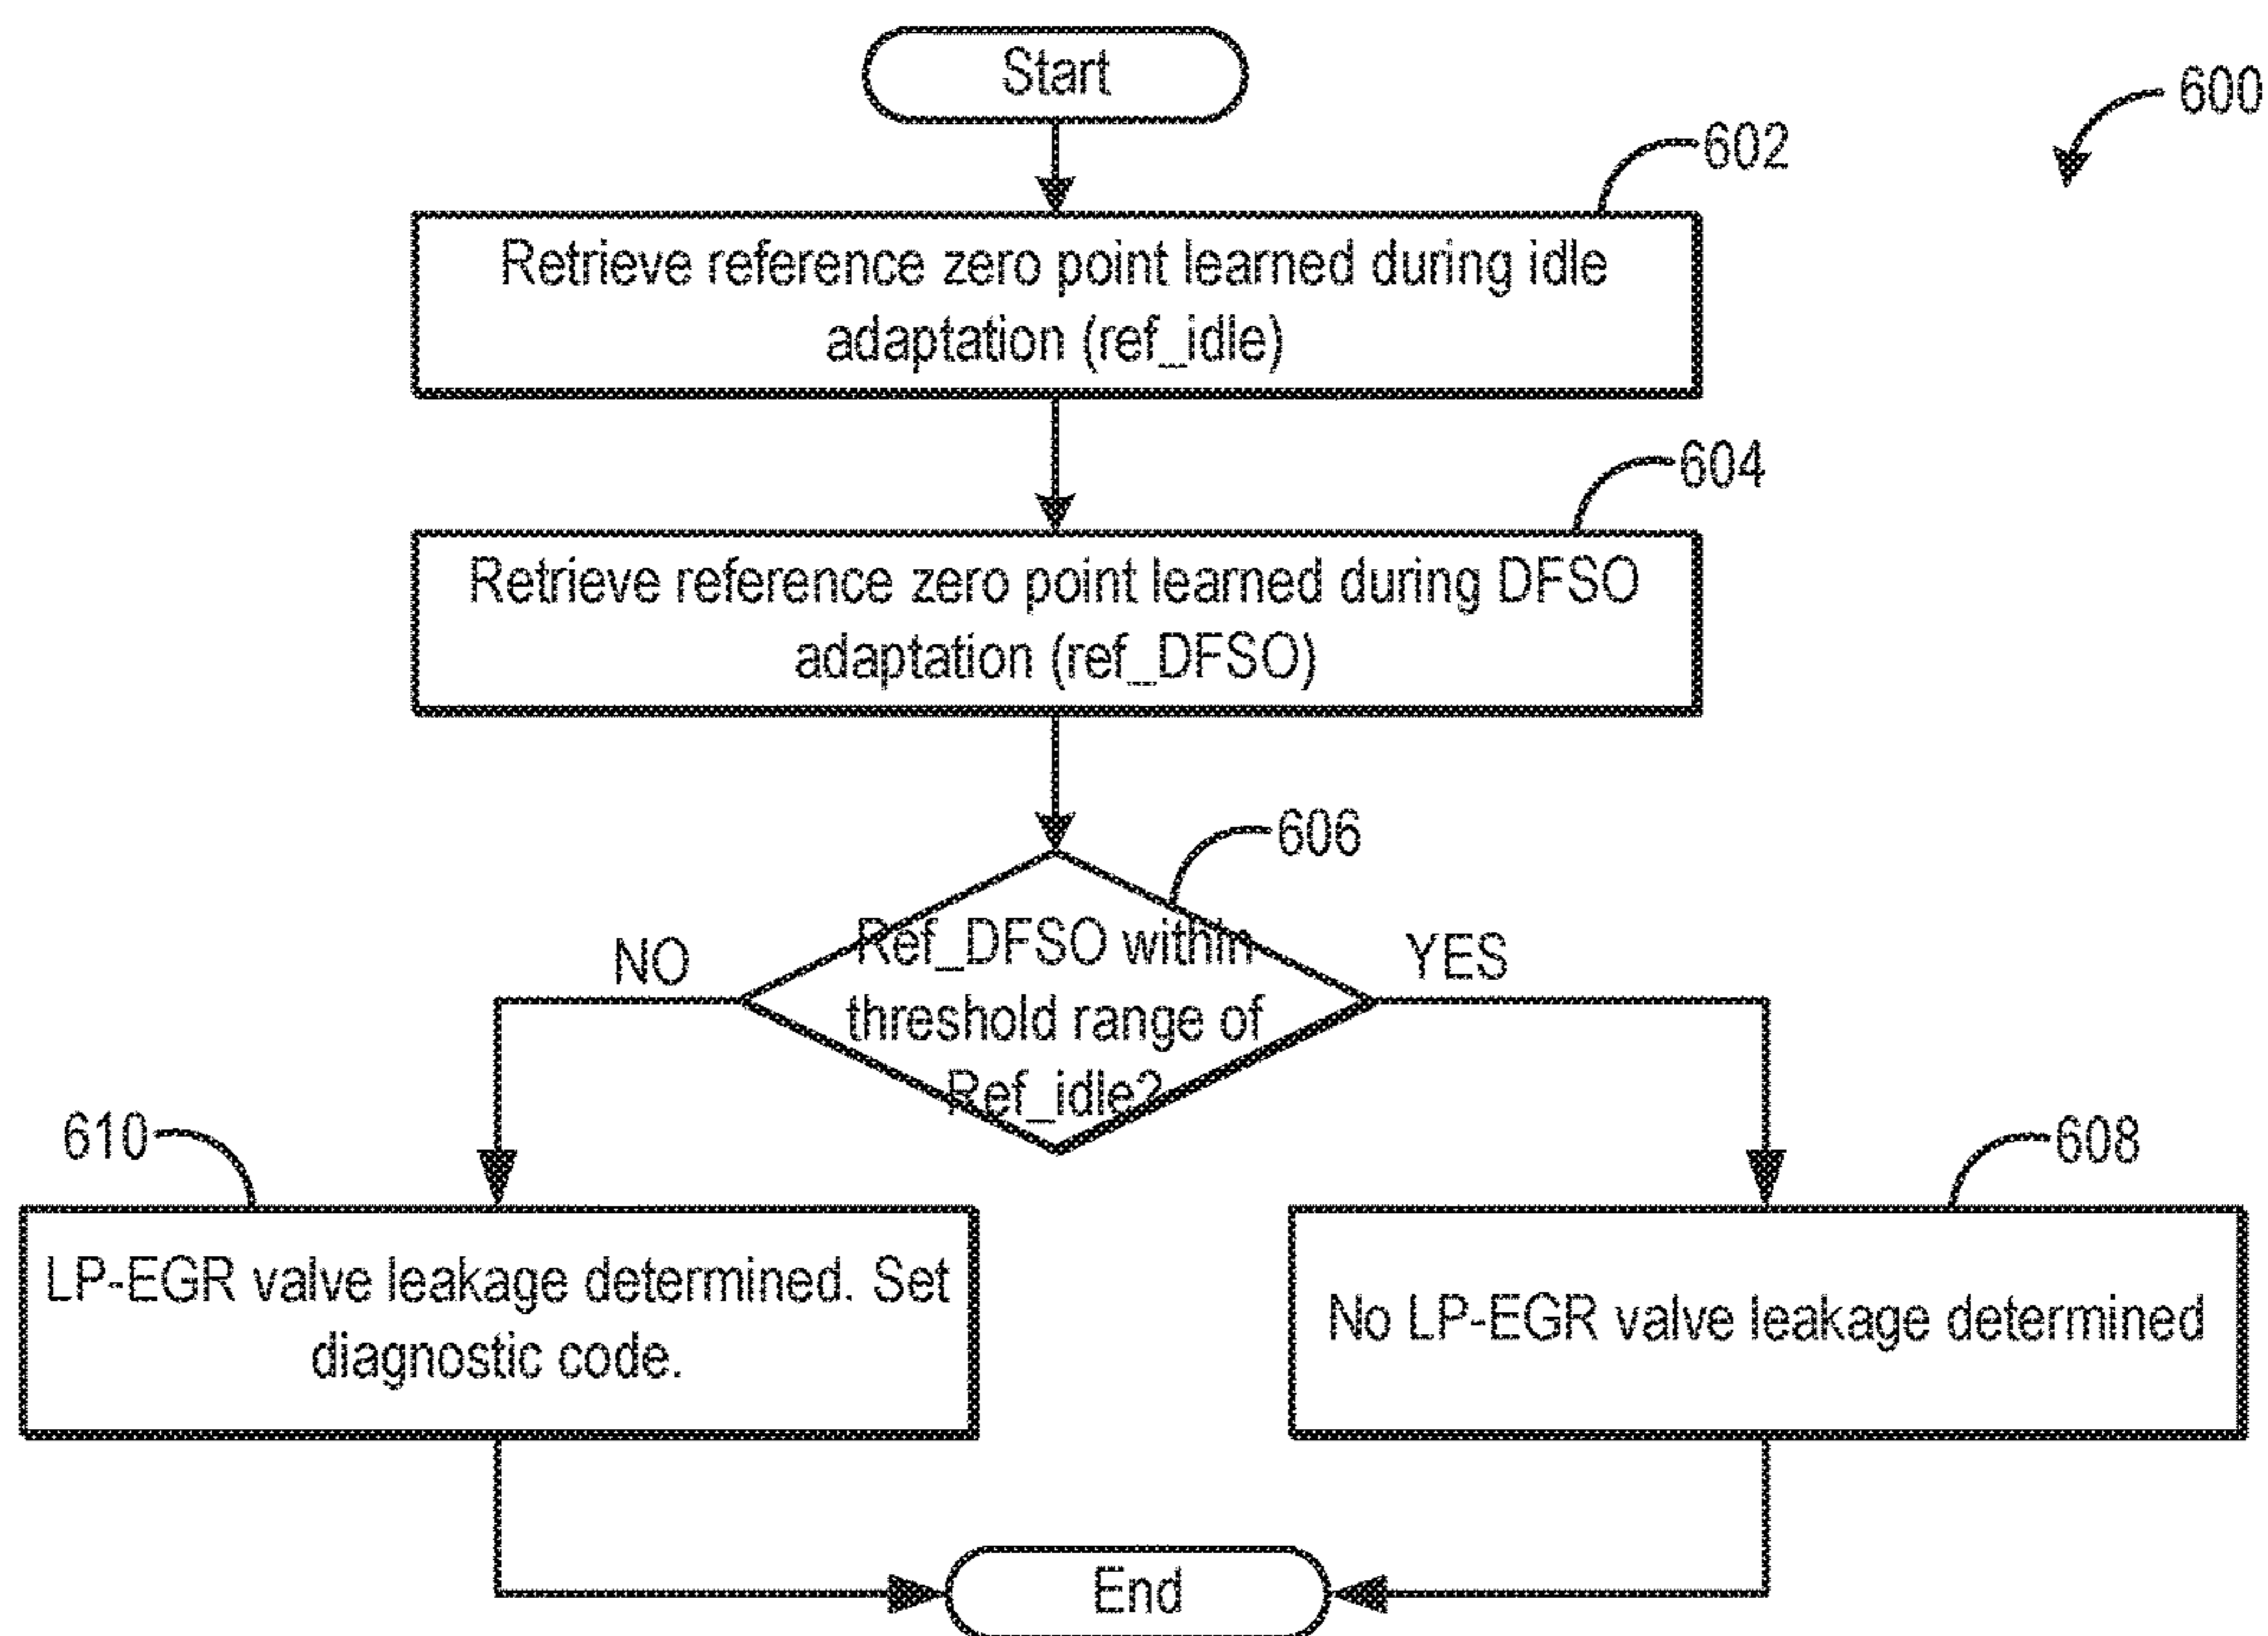 Start
600
602
Retrieve reference zero point learned during idle
adaptation (ref_idle)
604
Retrieve reference zero point learned during DFSO
adaptation (ref_DFSO)
606
NO
Ref_DFSO within
YES
threshold range of
Ref_idle?
610
608
LP-EGR valve leakage determined. Set
diagnostic code.
No LP-EGR valve leakage determined
End